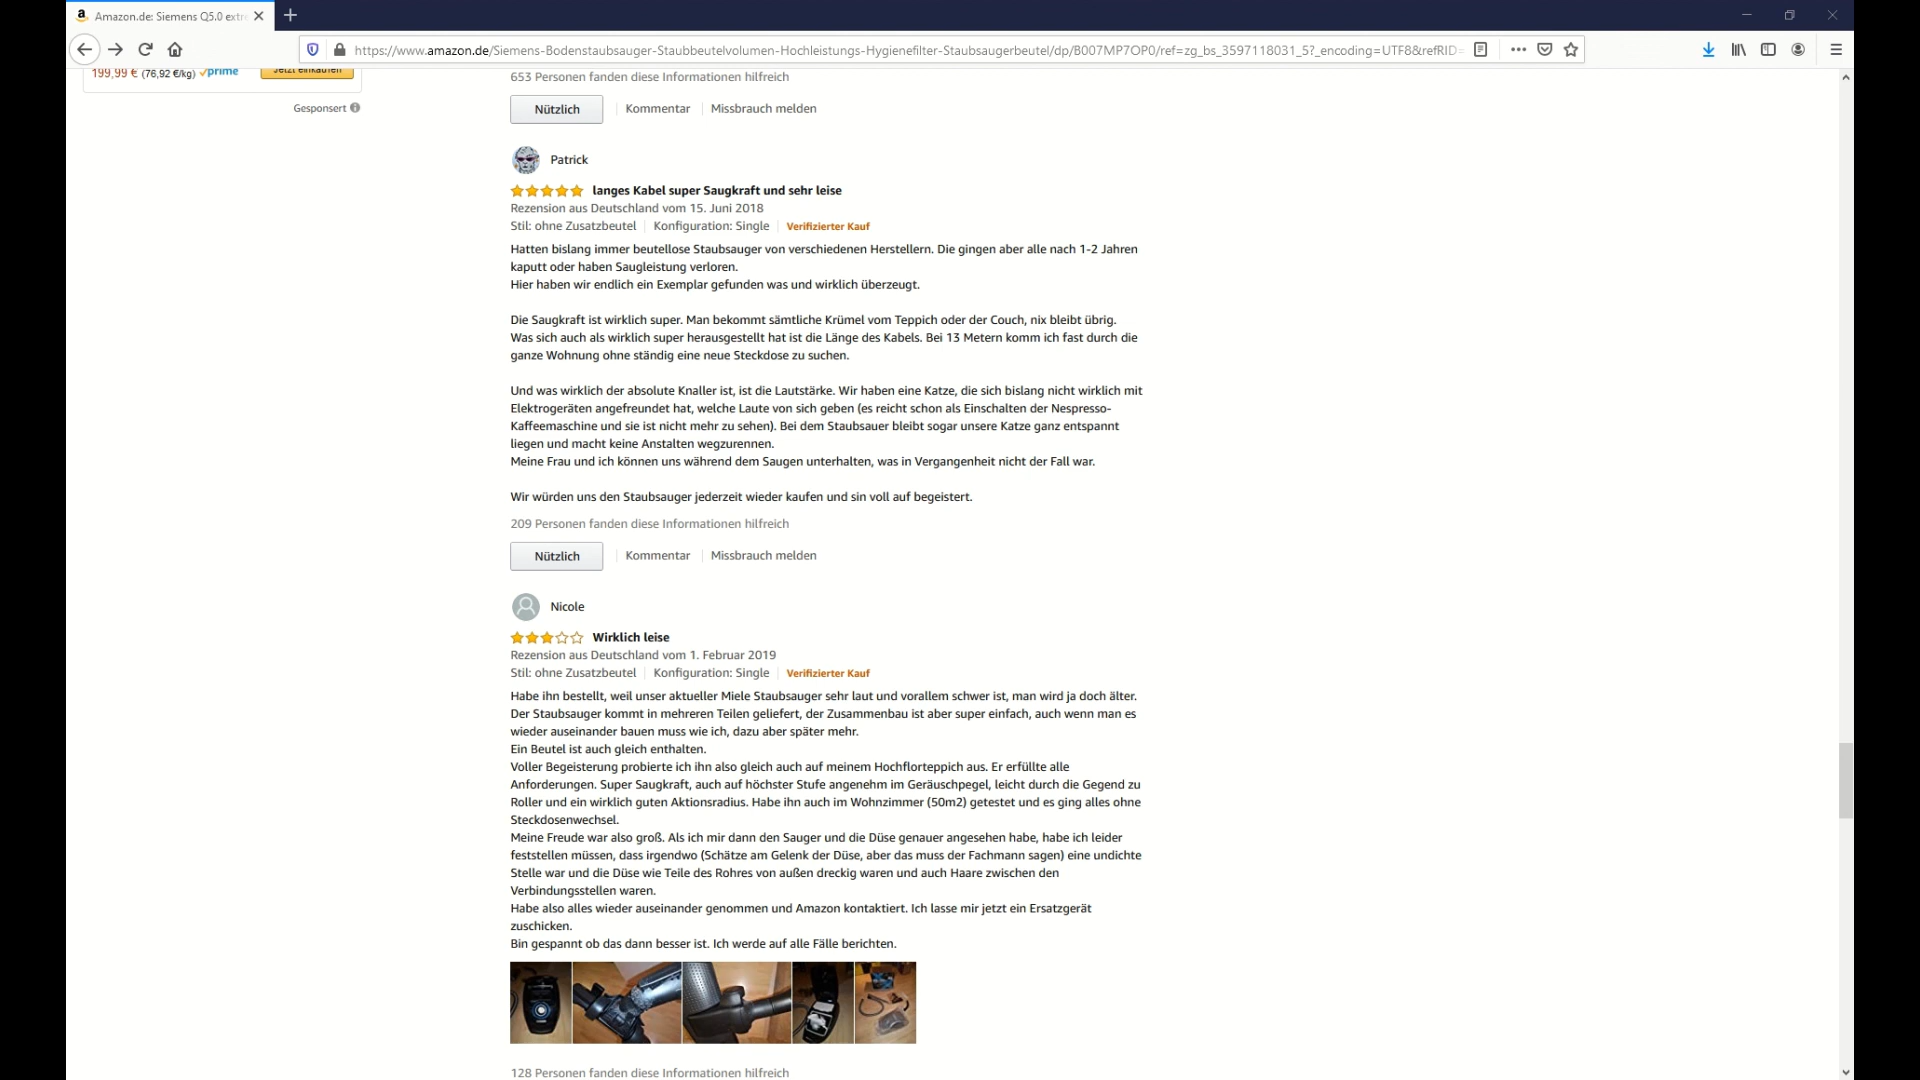 Amazon.de: Siemens Q5.0 extre
https://www.amazon.de/Siemens-Bodenstaubsauger-Staubbeutelvolumen-Hochleistungs-Hygienefilter-Staubsaugerbeutel/dp/B007MP7OP0/ref=zg_bs_3597118031_5?_encoding=UTF8&refRID=
199,99 € (76,92 €/kg) prime Jetzt einkaufen
Gesponsert
653 Personen fanden diese Informationen hilfreich
Nützlich Kommentar Missbrauch melden
Patrick
langes Kabel super Saugkraft und sehr leise
Rezension aus Deutschland vom 15. Juni 2018
Stil: ohne Zusatzbeutel Konfiguration: Single Verifizierter Kauf
Hatten bislang immer beutellose Staubsauger von verschiedenen Herstellern. Die gingen aber alle nach 1-2 Jahren
kaputt oder haben Saugleistung verloren.
Hier haben wir endlich ein Exemplar gefunden was und wirklich überzeugt.
Die Saugkraft ist wirklich super. Man bekommt sämtliche Krümel vom Teppich oder der Couch, nix bleibt übrig.
Was sich auch als wirklich super herausgestellt hat ist die Länge des Kabels. Bei 13 Metern komm ich fast durch die
ganze Wohnung ohne ständig eine neue Steckdose zu suchen.
Und was wirklich der absolute Knaller ist, ist die Lautstärke. Wir haben eine Katze, die sich bislang nicht wirklich mit
Elektrogeräten angefreundet hat, welche Laute von sich geben (es reicht schon als Einschalten der Nespresso-
Kaffeemaschine und sie ist nicht mehr zu sehen). Bei dem Staubsauer bleibt sogar unsere Katze ganz entspannt
liegen und macht keine Anstalten wegzurennen.
Meine Frau und ich können uns während dem Saugen unterhalten, was in Vergangenheit nicht der Fall war.
Wir würden uns den Staubsauger jederzeit wieder kaufen und sin voll auf begeistert.
209 Personen fanden diese Informationen hilfreich
Nützlich Kommentar Missbrauch melden
Nicole
Wirklich leise
Rezension aus Deutschland vom 1. Februar 2019
Stil: ohne Zusatzbeutel Konfiguration: Single Verifizierter Kauf
Habe ihn bestellt, weil unser aktueller Miele Staubsauger sehr laut und vorallem schwer ist, man wird ja doch älter.
Der Staubsauger kommt in mehreren Teilen geliefert, der Zusammenbau ist aber super einfach, auch wenn man es
wieder auseinander bauen muss wie ich, dazu aber später mehr.
Ein Beutel ist auch gleich enthalten.
Voller Begeisterung probierte ich ihn also gleich auch auf meinem Hochflorteppich aus. Er erfüllte alle
Anforderungen. Super Saugkraft, auch auf höchster Stufe angenehm im Geräuschpegel, leicht durch die Gegend zu
Roller und ein wirklich guten Aktionsradius. Habe ihn auch im Wohnzimmer (50m2) getestet und es ging alles ohne
Steckdosenwechsel.
Meine Freude war also groß. Als ich mir dann den Sauger und die Düse genauer angesehen habe, habe ich leider
feststellen müssen, dass irgendwo (Schätze am Gelenk der Düse, aber das muss der Fachmann sagen) eine undichte
Stelle war und die Düse wie Teile des Rohres von außen dreckig waren und auch Haare zwischen den
Verbindungsstellen waren.
Habe also alles wieder auseinander genommen und Amazon kontaktiert. Ich lasse mir jetzt ein Ersatzgerät
zuschicken.
Bin gespannt ob das dann besser ist. Ich werde auf alle Fälle berichten.
128 Personen fanden diese Informationen hilfreich